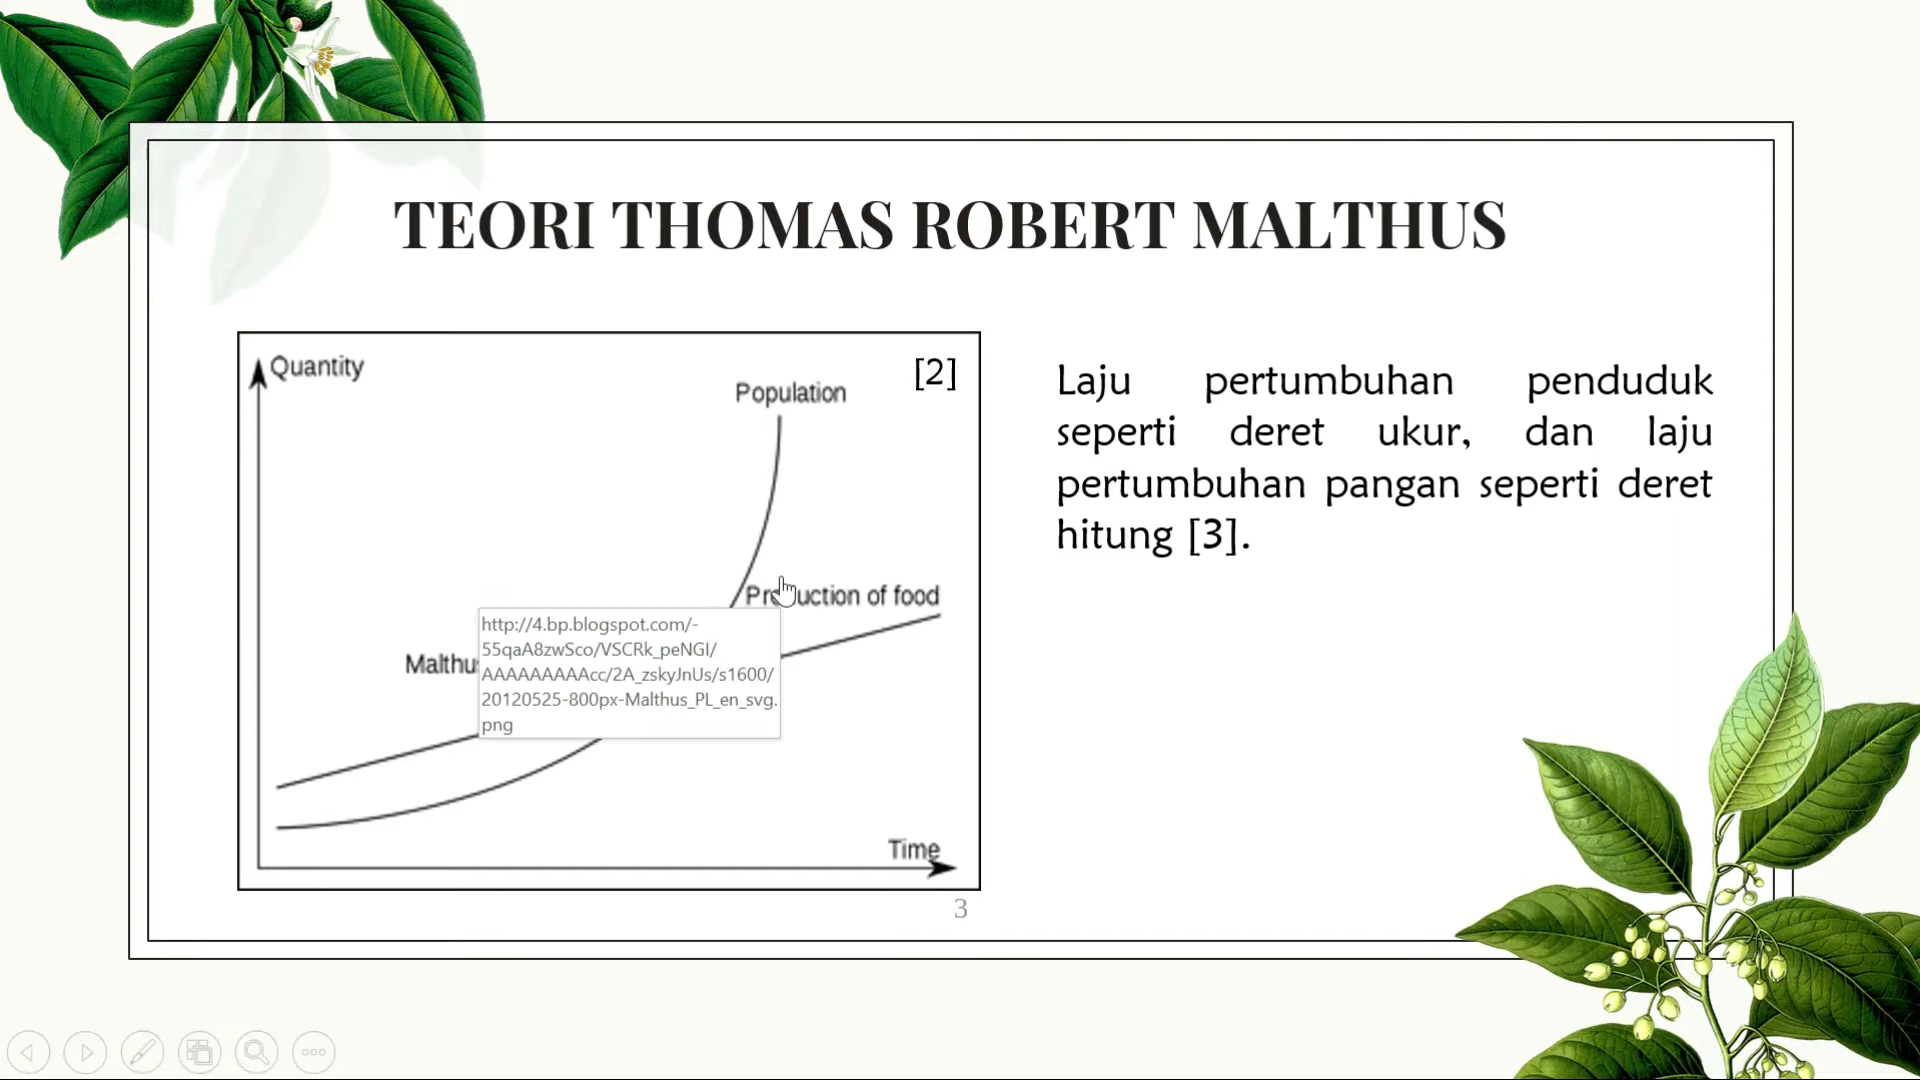 TEORI THOMAS ROBERT MALTHUS
Quantity
[2]
Population
Production of food
http://4.bp.blogspot.com/-
55qaA8zwSco/VSCRk_peNGI/
AAAAAAAAAcc/2A_zskyJnUs/s1600/
20120525-800px-Malthus_PL_en_svg.
png
Time
3
Laju pertumbuhan penduduk
seperti deret ukur, dan laju
pertumbuhan pangan seperti deret
hitung [3].